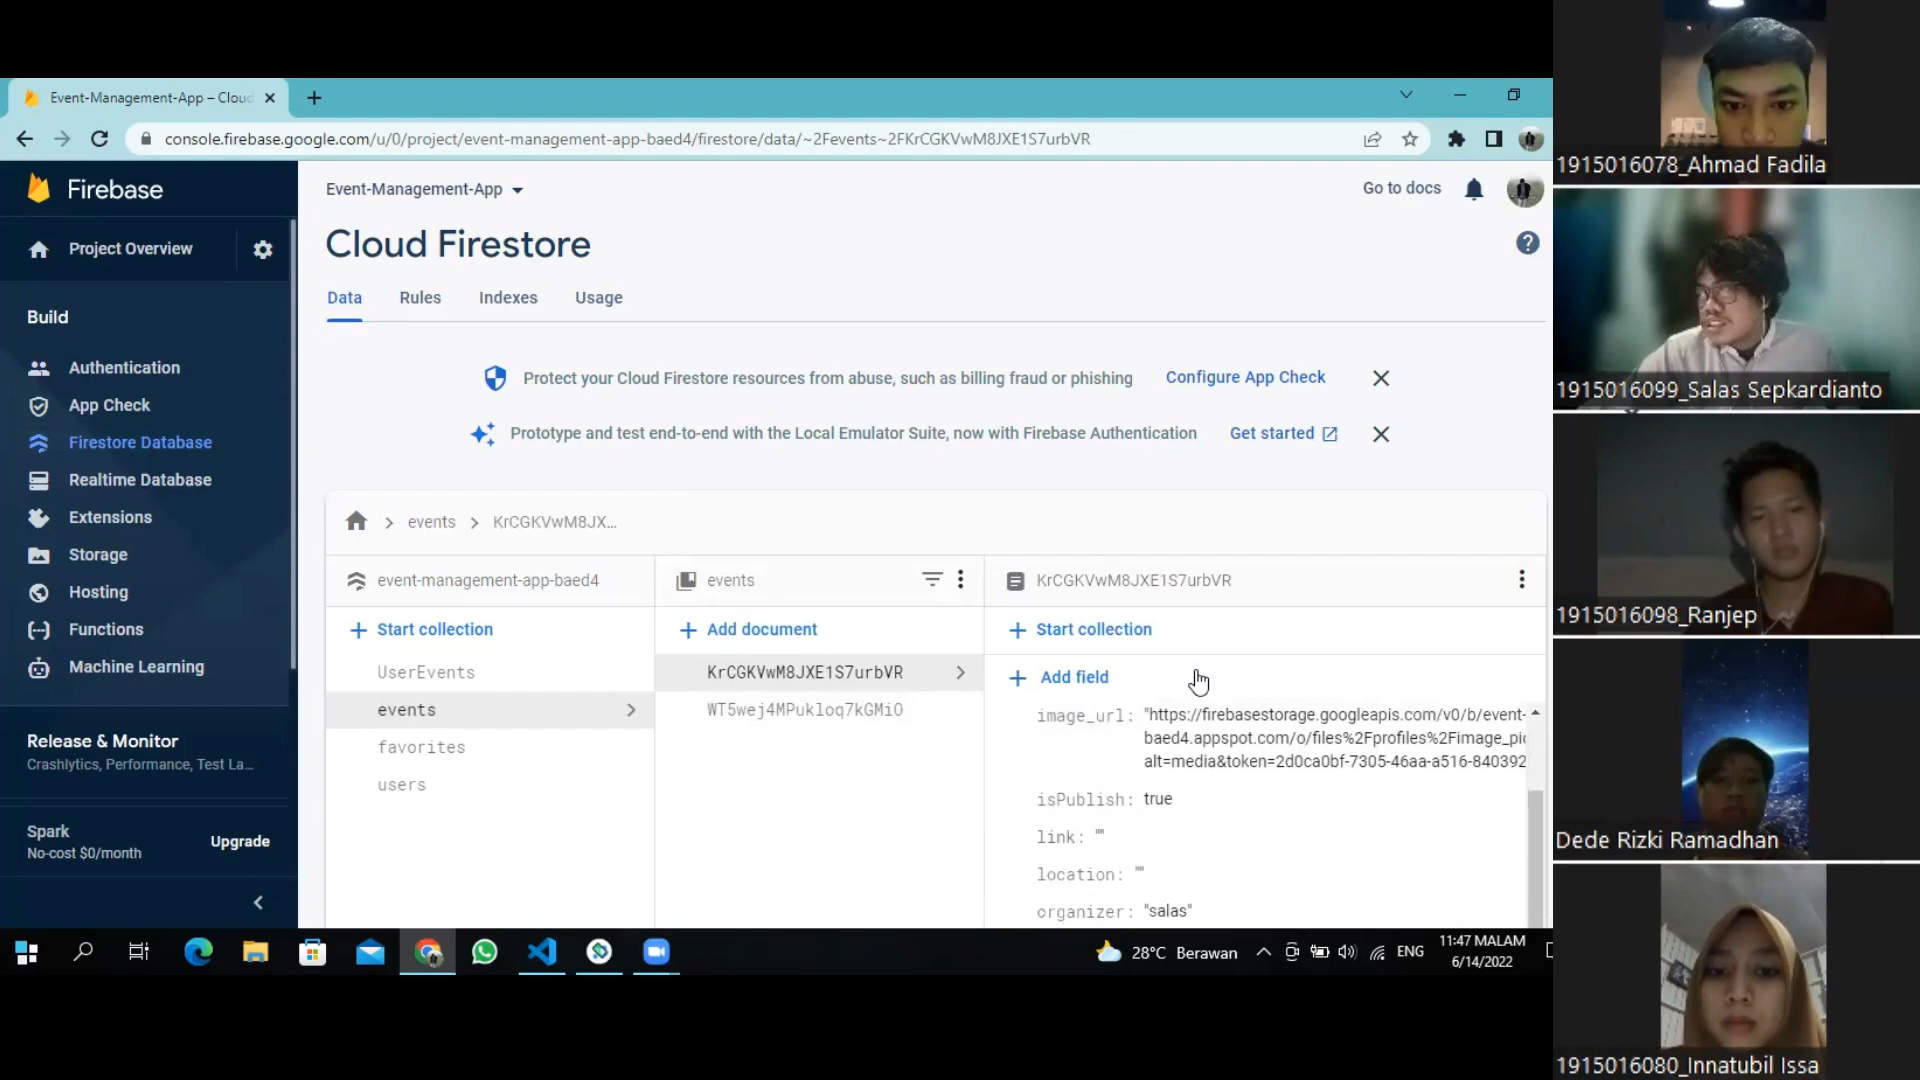 Event-Management-App – Cloud
console.firebase.google.com/u/0/project/event-management-app-baed4/firestore/data/~2Fevents~2FKrCGKVwM8JXE1S7urbVR
Firebase
Project Overview
Build
Authentication
App Check
Firestore Database
Realtime Database
Extensions
Storage
Hosting
Functions
Machine Learning
Release & Monitor
Crashlytics, Performance, Test La...
Spark
No-cost $0/month
Upgrade
Event-Management-App
Go to docs
Cloud Firestore
Data Rules Indexes Usage
Protect your Cloud Firestore resources from abuse, such as billing fraud or phishing Configure App Check
Prototype and test end-to-end with the Local Emulator Suite, now with Firebase Authentication Get started
events KrCGKVwM8JX...
event-management-app-baed4
Start collection
UserEvents
events
favorites
users
events
Add document
KrCGKVwM8JXE1S7urbVR
WT5wej4MPukloq7kGMiO
KrCGKVwM8JXE1S7urbVR
Start collection
Add field
image_url: "https://firebasestorage.googleapis.com/v0/b/event-
baed4.appspot.com/o/files%2Fprofiles%2Fimage_pic
alt=media&token=2d0ca0bf-7305-46aa-a516-840392
isPublish: true
link: ""
location: ""
organizer: "salas"
28°C Berawan
ENG
11:47 MALAM
6/14/2022
1915016078_Ahmad Fadila
1915016099_Salas Sepkardianto
1915016098_Ranjep
Dede Rizki Ramadhan
1915016080_Innatubil Issa